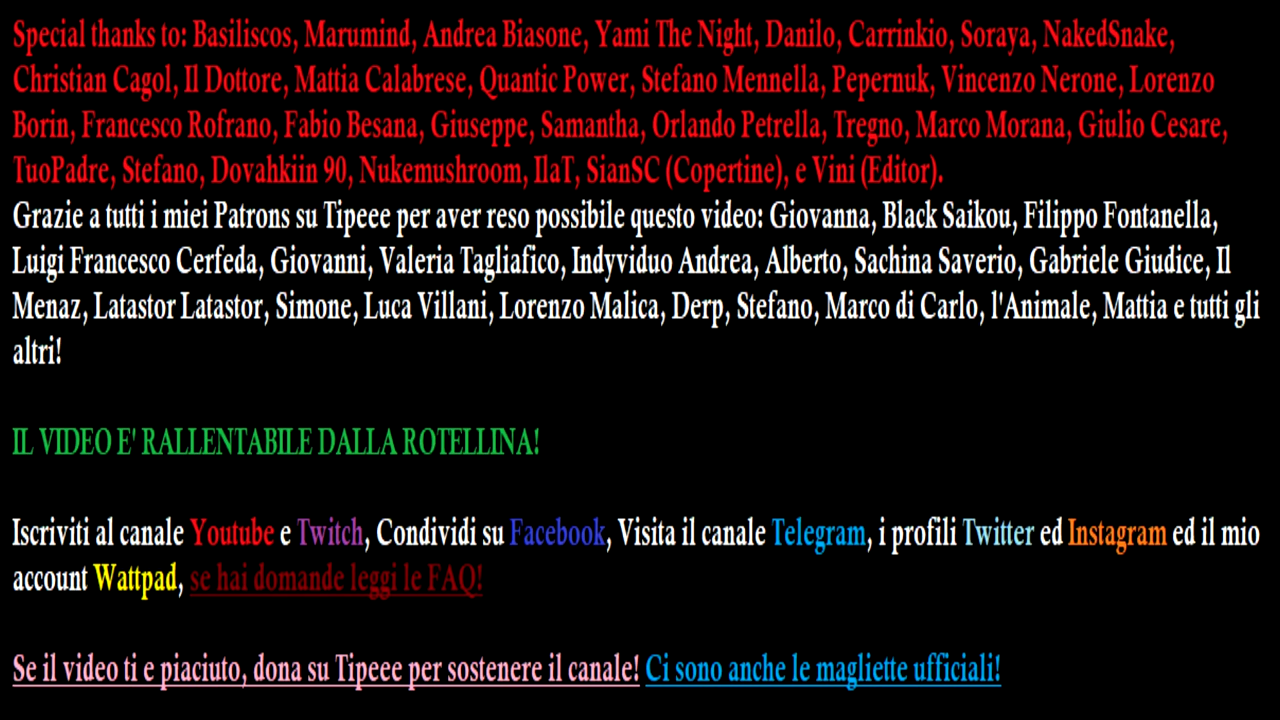 Special thanks to: Basiliscos, Marumind, Andrea Biasone, Yami The Night, Danilo, Carrinkio, Soraya, NakedSnake,
Christian Cagol, Il Dottore, Mattia Calabrese, Quantic Power, Stefano Mennella, Pepernuk, Vincenzo Nerone, Lorenzo
Borin, Francesco Rofrano, Fabio Besana, Giuseppe, Samantha, Orlando Petrella, Tregno, Marco Morana, Giulio Cesare,
TuoPadre, Stefano, Dovahkiin 90, Nukemushroom, IlaT, SianSC (Copertine), e Vini (Editor).
Grazie a tutti i miei Patrons su Tipeee per aver reso possibile questo video: Giovanna, Black Saikou, Filippo Fontanella,
Luigi Francesco Cerfeda, Giovanni, Valeria Tagliafico, Indyviduo Andrea, Alberto, Sachina Saverio, Gabriele Giudice, Il
Menaz, Latastor Latastor, Simone, Luca Villani, Lorenzo Malica, Derp, Stefano, Marco di Carlo, l'Animale, Mattia e tutti gli
altri!
IL VIDEO E' RALLENTABILE DALLA ROTELLINA!
Iscriviti al canale Youtube e Twitch, Condividi su Facebook, Visita il canale Telegram, i profili Twitter ed Instagram ed il mio
account Wattpad, se hai domande leggi le FAQ!
Se il video ti e piaciuto, dona su Tipeee per sostenere il canale! Ci sono anche le magliette ufficiali!